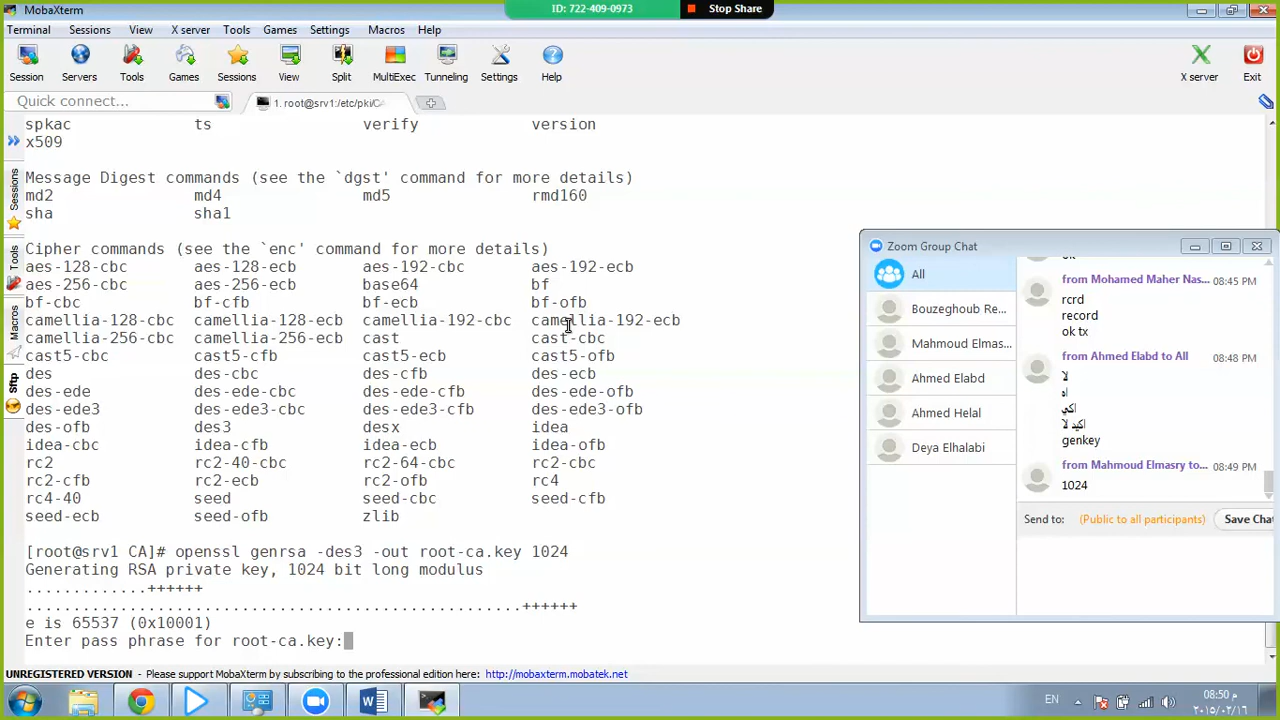 MobaXterm
ID: 722-409-0973 Stop Share
Terminal Sessions View X server Tools Games Settings Macros Help
Session Servers Tools Games Sessions View Split MultiExec Tunneling Settings Help X server Exit
Quick connect... 1. root@srv1:/etc/pki/CA
Sessions
Tools
Macros
Sftp
spkac ts verify version
x509
Message Digest commands (see the `dgst' command for more details)
md2 md4 md5 rmd160
sha sha1
Cipher commands (see the `enc' command for more details)
aes-128-cbc aes-128-ecb aes-192-cbc aes-192-ecb
aes-256-cbc aes-256-ecb base64 bf
bf-cbc bf-cfb bf-ecb bf-ofb
camellia-128-cbc camellia-128-ecb camellia-192-cbc camellia-192-ecb
camellia-256-cbc camellia-256-ecb cast cast-cbc
cast5-cbc cast5-cfb cast5-ecb cast5-ofb
des des-cbc des-cfb des-ecb
des-ede des-ede-cbc des-ede-cfb des-ede-ofb
des-ede3 des-ede3-cbc des-ede3-cfb des-ede3-ofb
des-ofb des3 desx idea
idea-cbc idea-cfb idea-ecb idea-ofb
rc2 rc2-40-cbc rc2-64-cbc rc2-cbc
rc2-cfb rc2-ecb rc2-ofb rc4
rc4-40 seed seed-cbc seed-cfb
seed-ecb seed-ofb zlib
[root@srv1 CA]# openssl genrsa -des3 -out root-ca.key 1024
Generating RSA private key, 1024 bit long modulus
.............++++++
.....................................................++++++
e is 65537 (0x10001)
Enter pass phrase for root-ca.key:
Zoom Group Chat
All
Bouzeghoub Re...
Mahmoud Elmas...
Ahmed Elabd
Ahmed Helal
Deya Elhalabi
from Mohamed Maher Nas... 08:45 PM
rcrd
record
ok tx
from Ahmed Elabd to All 08:48 PM
لا
اه
اكي
اكيد لا
genkey
from Mahmoud Elmasry to... 08:49 PM
1024
Send to: (Public to all participants) Save Chat
UNREGISTERED VERSION - Please support MobaXterm by subscribing to the professional edition here: http://mobaxterm.mobatek.net
EN 08:50 م
٢٠١٥/٠٢/١٦